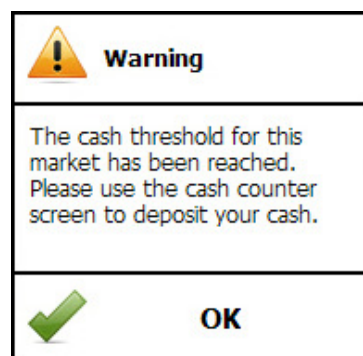 Warning
The cash threshold for this
market has been reached.
Please use the cash counter
screen to deposit your cash.
OK